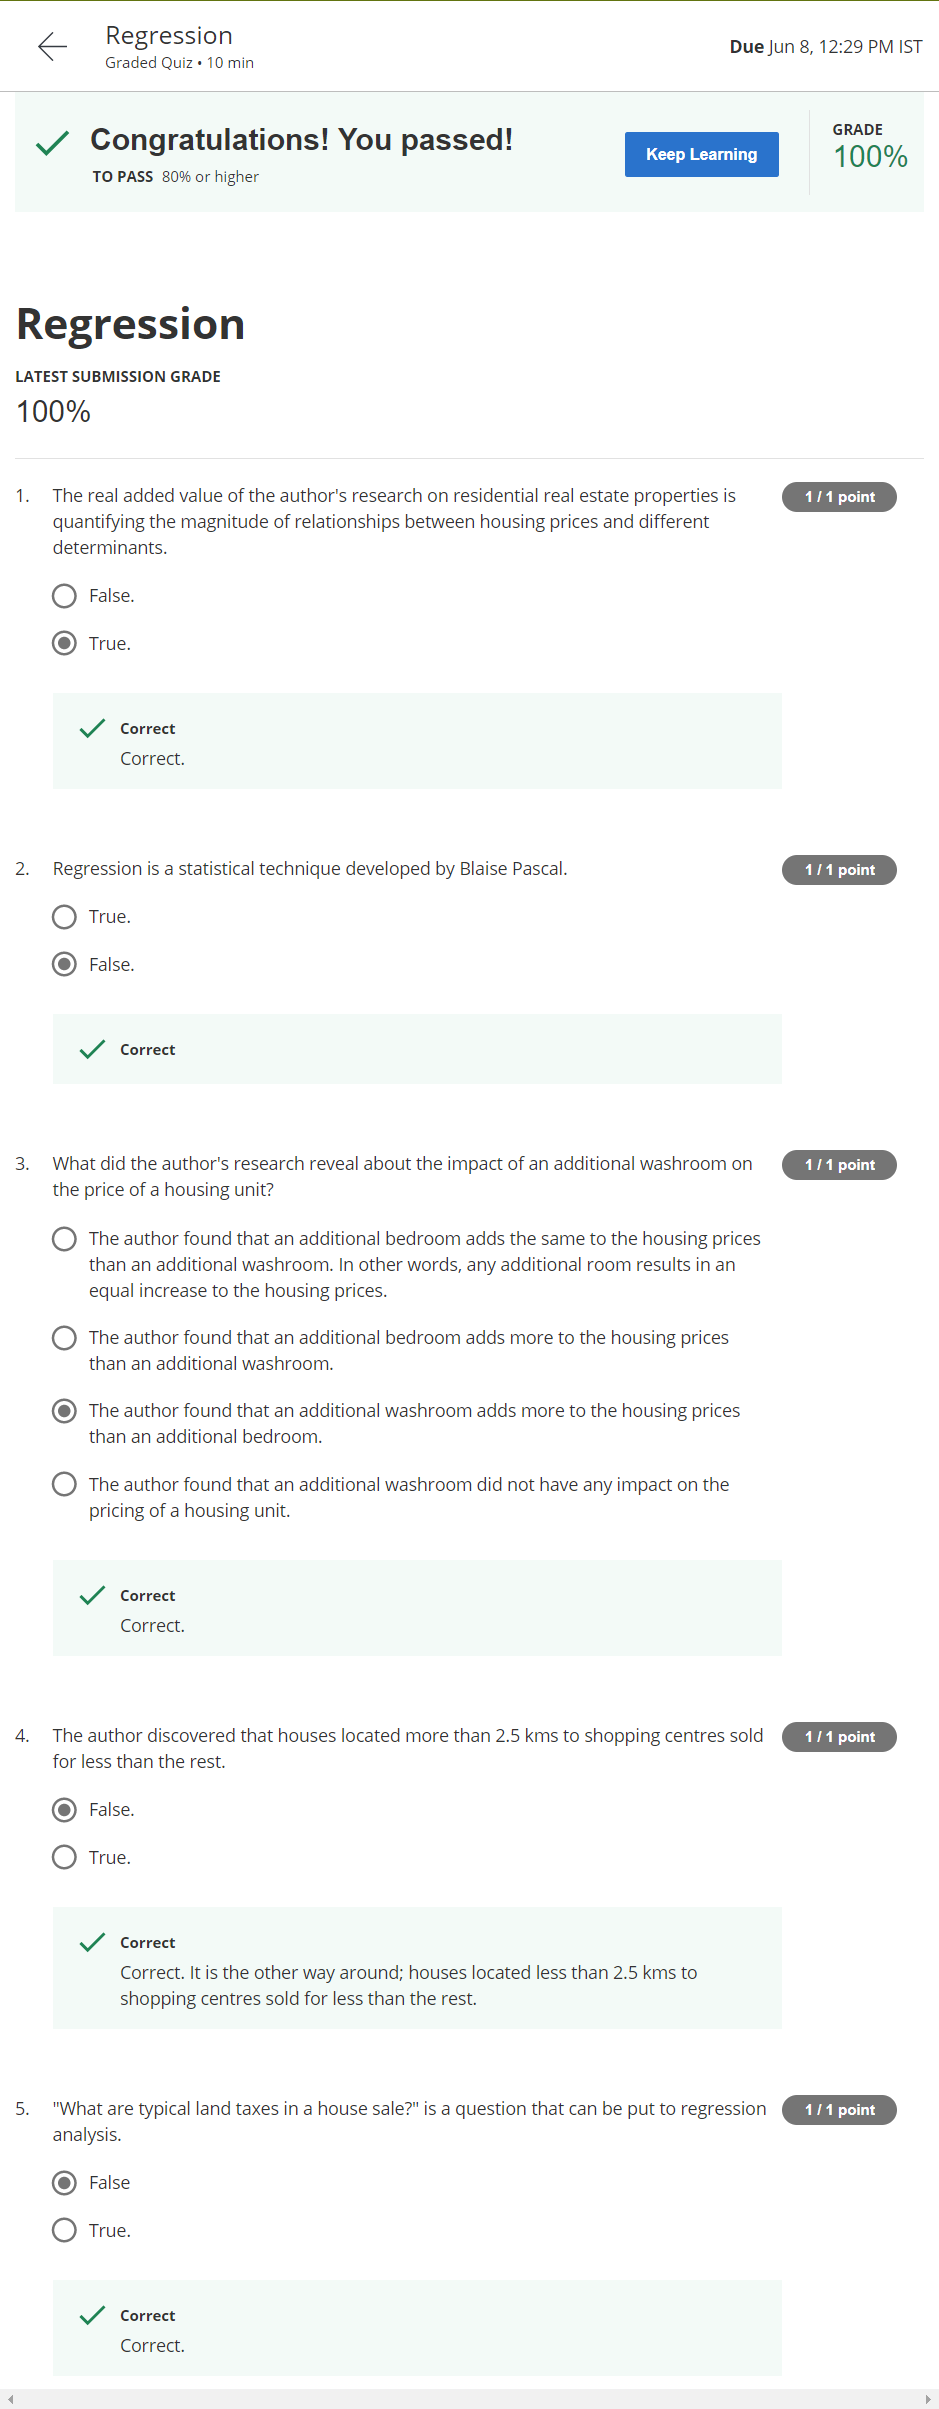 Regression
Graded Quiz • 10 min
Due Jun 8, 12:29 PM IST
Congratulations! You passed!
TO PASS 80% or higher
Keep Learning
GRADE
100%
Regression
LATEST SUBMISSION GRADE
100%
1. The real added value of the author's research on residential real estate properties is
quantifying the magnitude of relationships between housing prices and different
determinants.
1 / 1 point
False.
True.
Correct
Correct.
2. Regression is a statistical technique developed by Blaise Pascal.
1 / 1 point
True.
False.
Correct
3. What did the author's research reveal about the impact of an additional washroom on
the price of a housing unit?
1 / 1 point
The author found that an additional bedroom adds the same to the housing prices
than an additional washroom. In other words, any additional room results in an
equal increase to the housing prices.
The author found that an additional bedroom adds more to the housing prices
than an additional washroom.
The author found that an additional washroom adds more to the housing prices
than an additional bedroom.
The author found that an additional washroom did not have any impact on the
pricing of a housing unit.
Correct
Correct.
4. The author discovered that houses located more than 2.5 kms to shopping centres sold
for less than the rest.
1 / 1 point
False.
True.
Correct
Correct. It is the other way around; houses located less than 2.5 kms to
shopping centres sold for less than the rest.
5. "What are typical land taxes in a house sale?" is a question that can be put to regression
analysis.
1 / 1 point
False
True.
Correct
Correct.